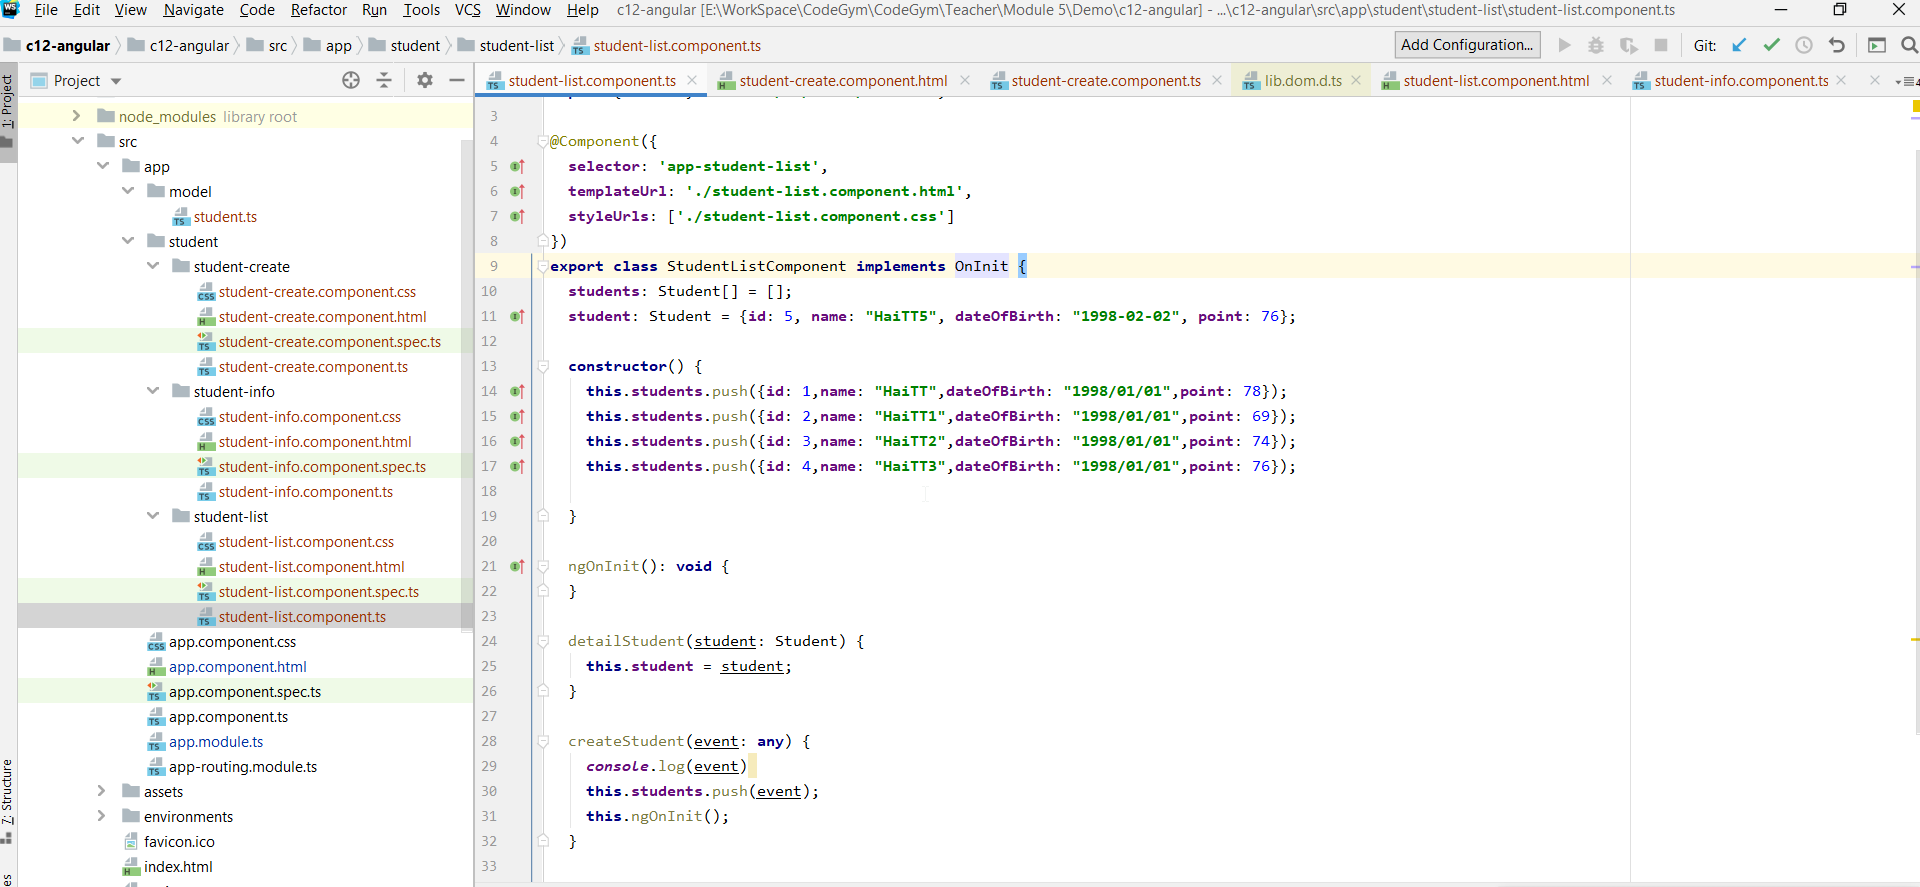 WS File Edit View Navigate Code Refactor Run Tools VCS Window Help c12-angular [E:\WorkSpace\CodeGym\CodeGym\Teacher\Module 5\Demo\c12-angular] - ...\c12-angular\src\app\student\student-list\student-list.component.ts
c12-angular c12-angular src app student student-list student-list.component.ts Add Configuration... Git:
Project student-list.component.ts student-create.component.html student-create.component.ts lib.dom.d.ts student-list.component.html student-info.component.ts
1: Project
7: Structure
node_modules library root
src
app
model
student.ts
student
student-create
student-create.component.css
student-create.component.html
student-create.component.spec.ts
student-create.component.ts
student-info
student-info.component.css
student-info.component.html
student-info.component.spec.ts
student-info.component.ts
student-list
student-list.component.css
student-list.component.html
student-list.component.spec.ts
student-list.component.ts
app.component.css
app.component.html
app.component.spec.ts
app.component.ts
app.module.ts
app-routing.module.ts
assets
environments
favicon.ico
index.html
3
4 @Component({
5 selector: 'app-student-list',
6 templateUrl: './student-list.component.html',
7 styleUrls: ['./student-list.component.css']
8 })
9 export class StudentListComponent implements OnInit {
10 students: Student[] = [];
11 student: Student = {id: 5, name: "HaiTT5", dateOfBirth: "1998-02-02", point: 76};
12
13 constructor() {
14 this.students.push({id: 1,name: "HaiTT",dateOfBirth: "1998/01/01",point: 78});
15 this.students.push({id: 2,name: "HaiTT1",dateOfBirth: "1998/01/01",point: 69});
16 this.students.push({id: 3,name: "HaiTT2",dateOfBirth: "1998/01/01",point: 74});
17 this.students.push({id: 4,name: "HaiTT3",dateOfBirth: "1998/01/01",point: 76});
18
19 }
20
21 ngOnInit(): void {
22 }
23
24 detailStudent(student: Student) {
25 this.student = student;
26 }
27
28 createStudent(event: any) {
29 console.log(event)
30 this.students.push(event);
31 this.ngOnInit();
32 }
33